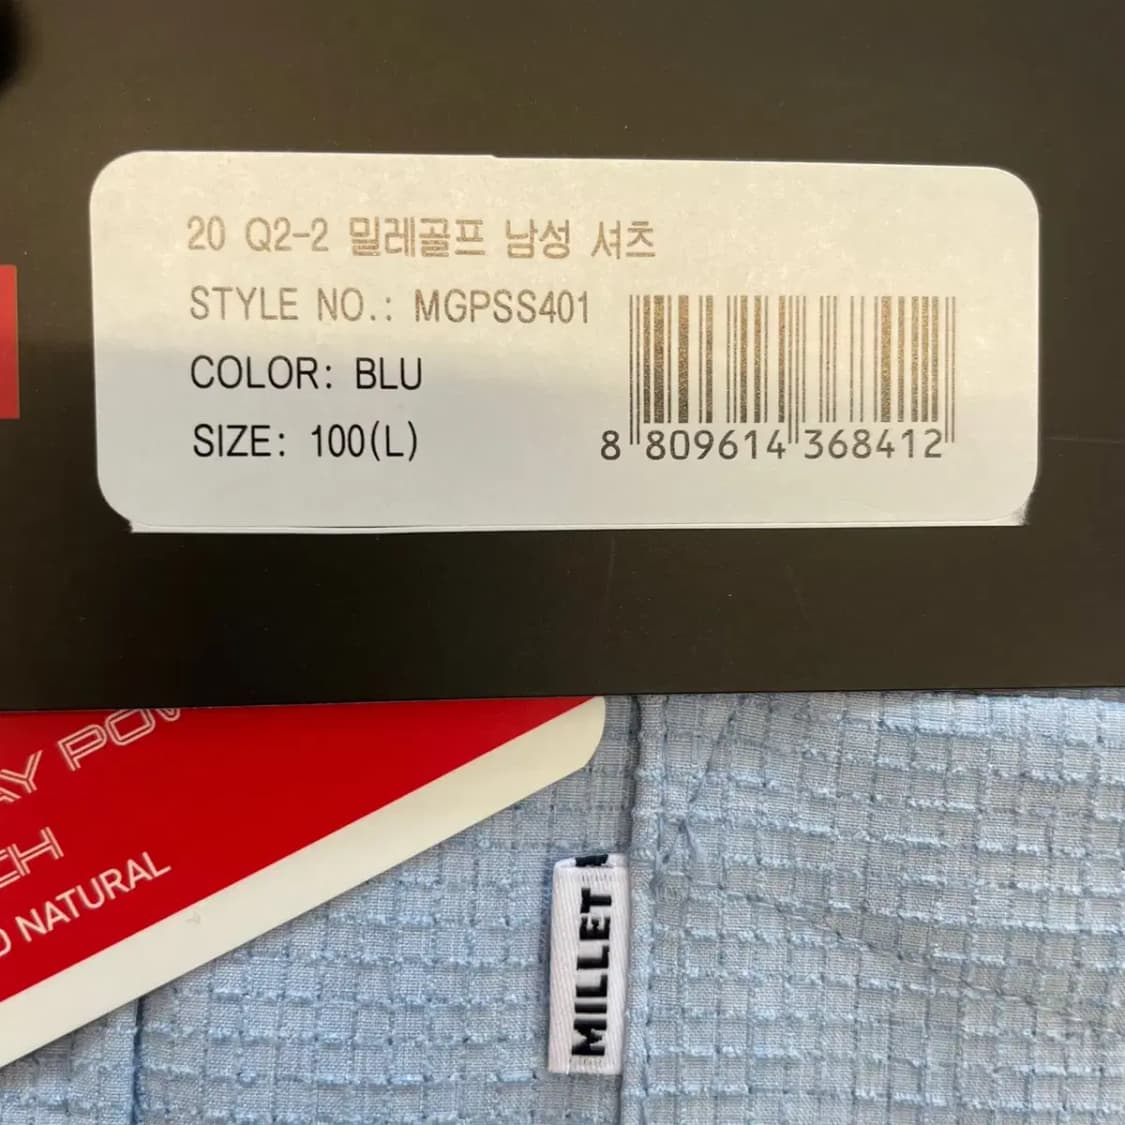 20 Q2-2 밀레골프 남성 셔츠
STYLE NO.: MGPSS401
COLOR: BLU
SIZE: 100(L)
8 809614 368412
NATURAL
MILLET